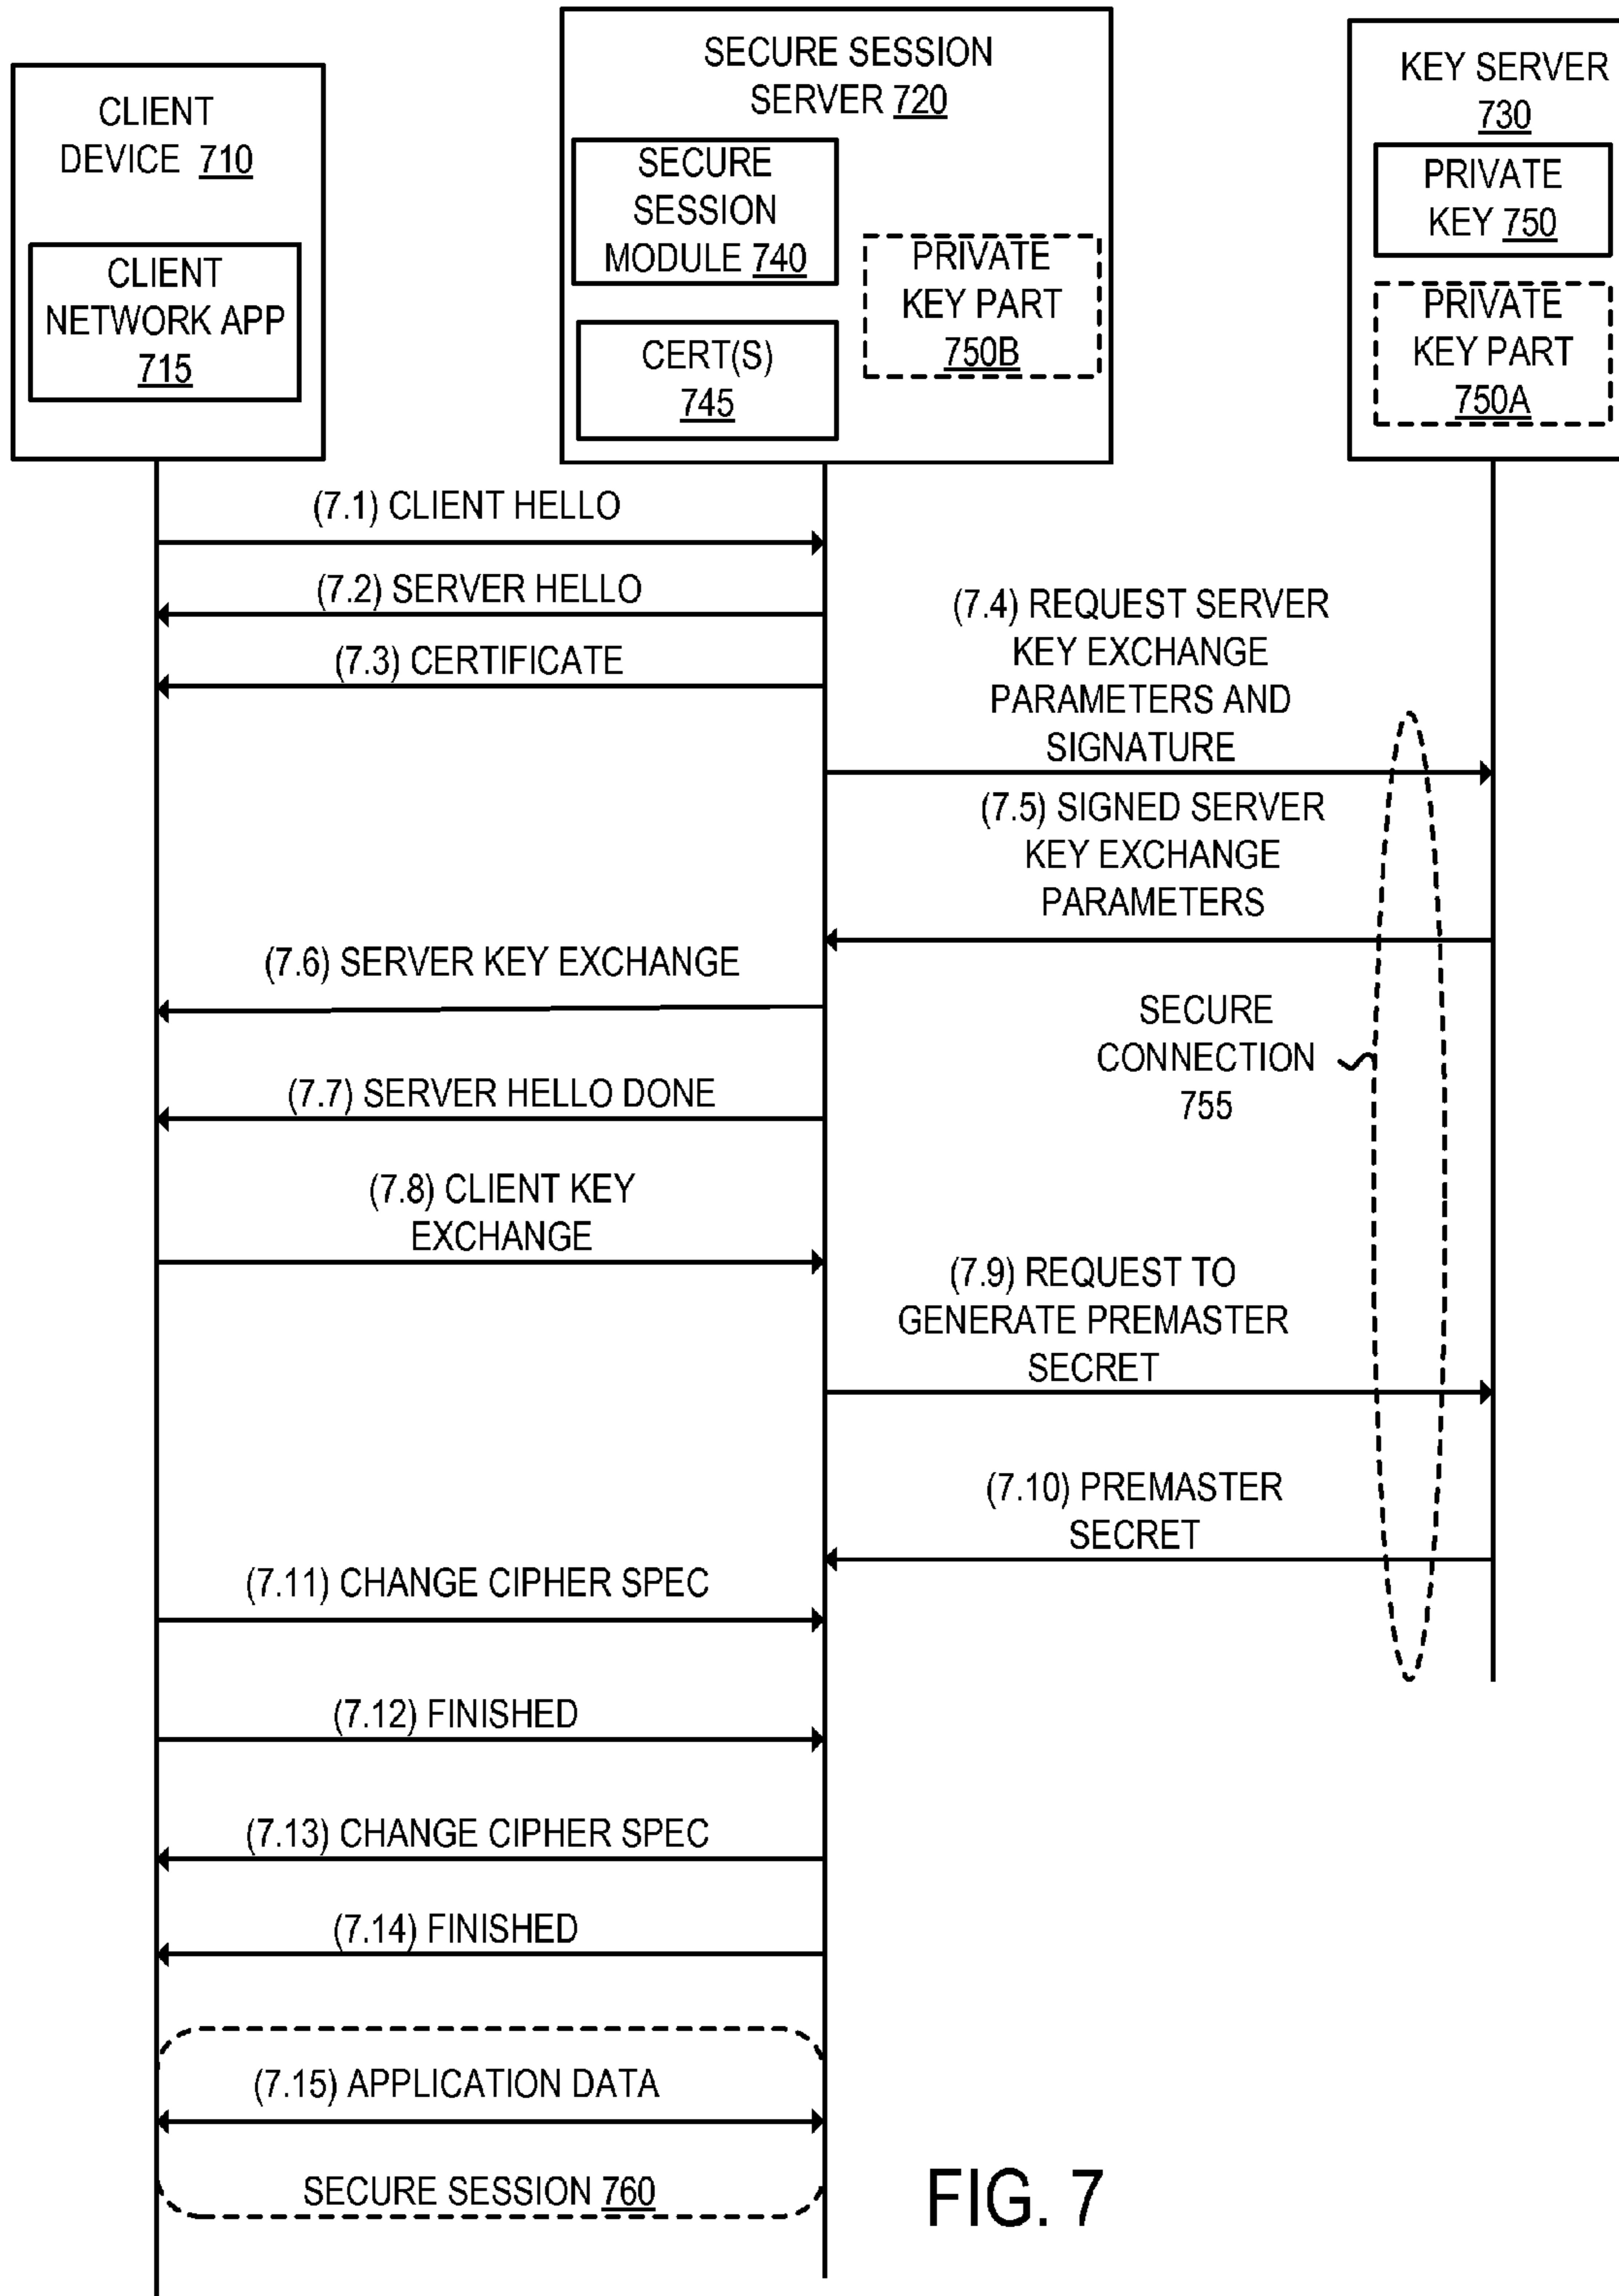 CLIENT
DEVICE 710
CLIENT
NETWORK APP
715
SECURE SESSION
SERVER 720
SECURE
SESSION
MODULE 740
CERT(S)
745
PRIVATE
KEY PART
750B
KEY SERVER
730
PRIVATE
KEY 750
PRIVATE
KEY PART
750A
(7.1) CLIENT HELLO
(7.2) SERVER HELLO
(7.3) CERTIFICATE
(7.4) REQUEST SERVER
KEY EXCHANGE
PARAMETERS AND
SIGNATURE
(7.5) SIGNED SERVER
KEY EXCHANGE
PARAMETERS
(7.6) SERVER KEY EXCHANGE
SECURE
CONNECTION
755
(7.7) SERVER HELLO DONE
(7.8) CLIENT KEY
EXCHANGE
(7.9) REQUEST TO
GENERATE PREMASTER
SECRET
(7.10) PREMASTER
SECRET
(7.11) CHANGE CIPHER SPEC
(7.12) FINISHED
(7.13) CHANGE CIPHER SPEC
(7.14) FINISHED
(7.15) APPLICATION DATA
SECURE SESSION 760
FIG. 7